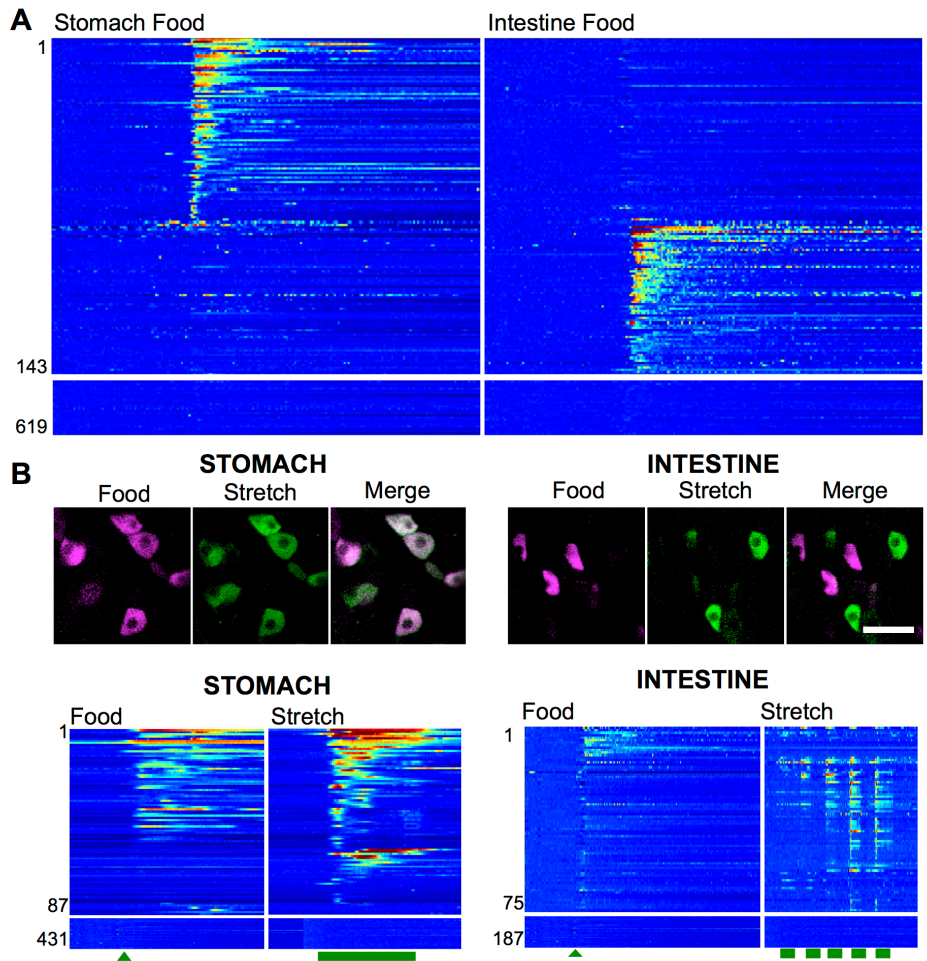 A
Stomach Food Intestine Food
1
143
619
B
STOMACH INTESTINE
Food Stretch Merge Food Stretch Merge
STOMACH INTESTINE
Food Stretch Food Stretch
1 1
87 75
431 187